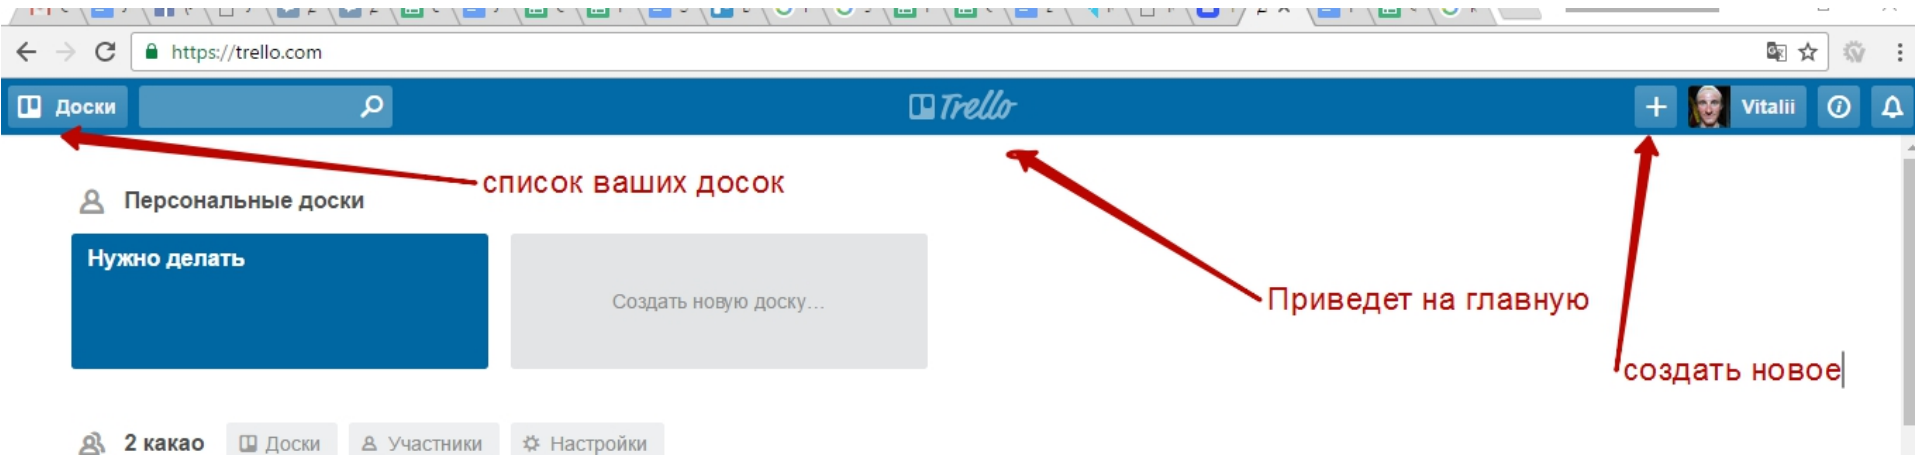 https://trello.com
Доски
Trello
Vitalii
список ваших досок
Персональные доски
Нужно делать
Создать новую доску...
Приведет на главную
создать новое
2 какао Доски Участники Настройки